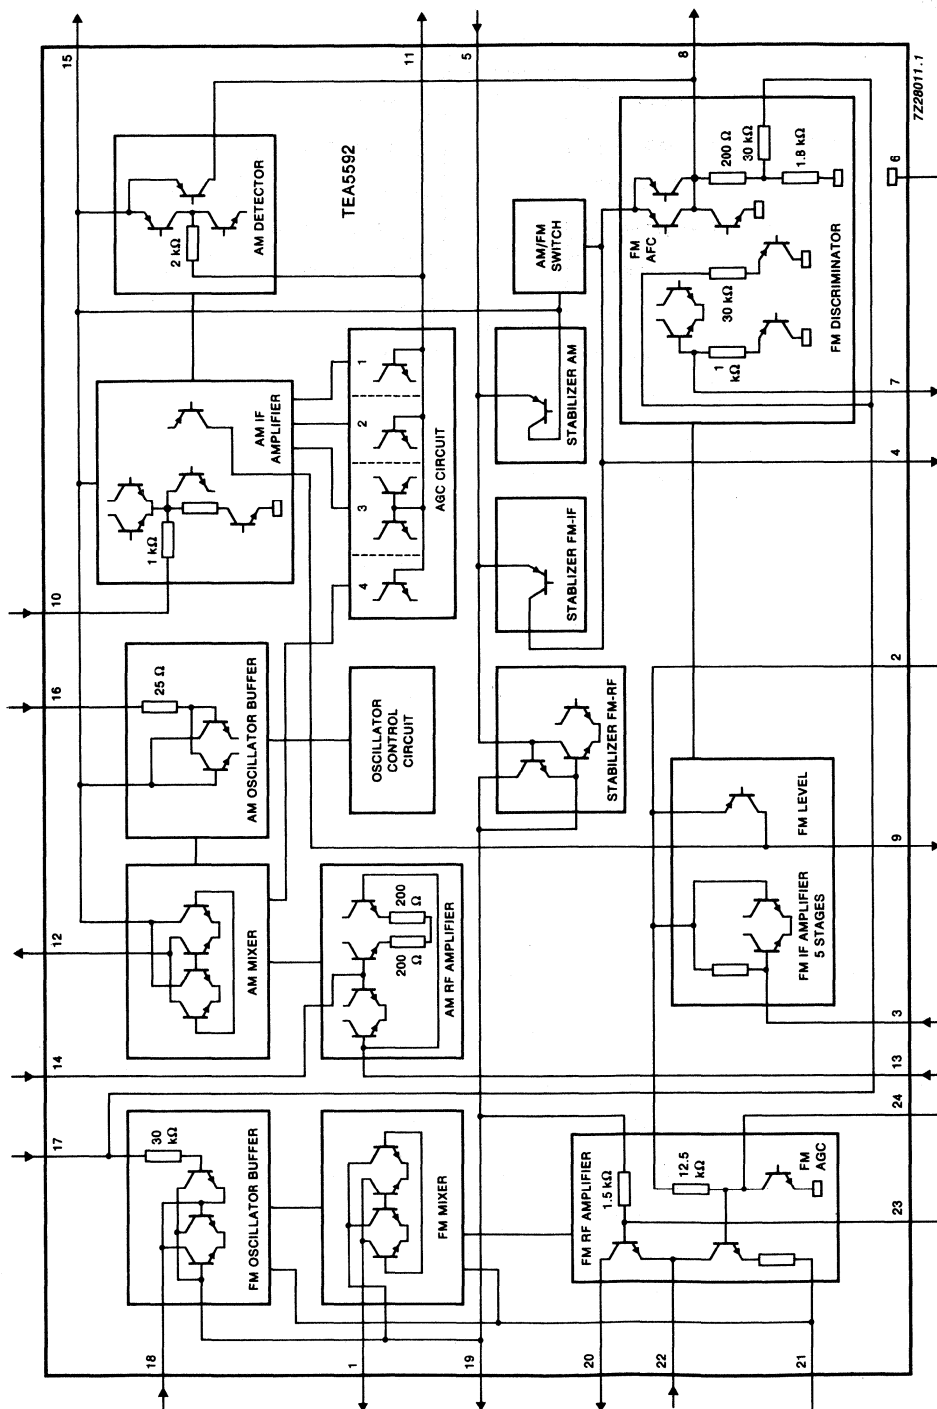 17
14
12
16
10
15
18
30
kΩ
FM OSCILLATOR BUFFER
AM MIXER
25 Ω
AM OSCILLATOR BUFFER
1 kΩ
AM IF
AMPLIFIER
2 kΩ
AM DETECTOR
1
FM MIXER
200
Ω
200
Ω
AM RF AMPLIFIER
OSCILLATOR
CONTROL
CIRCUIT
4
3
2
1
AGC CIRCUIT
TEA5592
11
19
STABILIZER FM-RF
STABLIZER FM-IF
STABILIZER AM
AM/FM
SWITCH
5
20
FM RF AMPLIFIER
1.5 kΩ
12.5
kΩ
FM
AGC
22
21
FM IF AMPLIFIER
5 STAGES
FM LEVEL
FM
AFC
1
kΩ
30 kΩ
200 Ω
30 kΩ
1.8 kΩ
FM DISCRIMINATOR
8
23
24
13
3
9
2
4
7
6
7Z28011.1